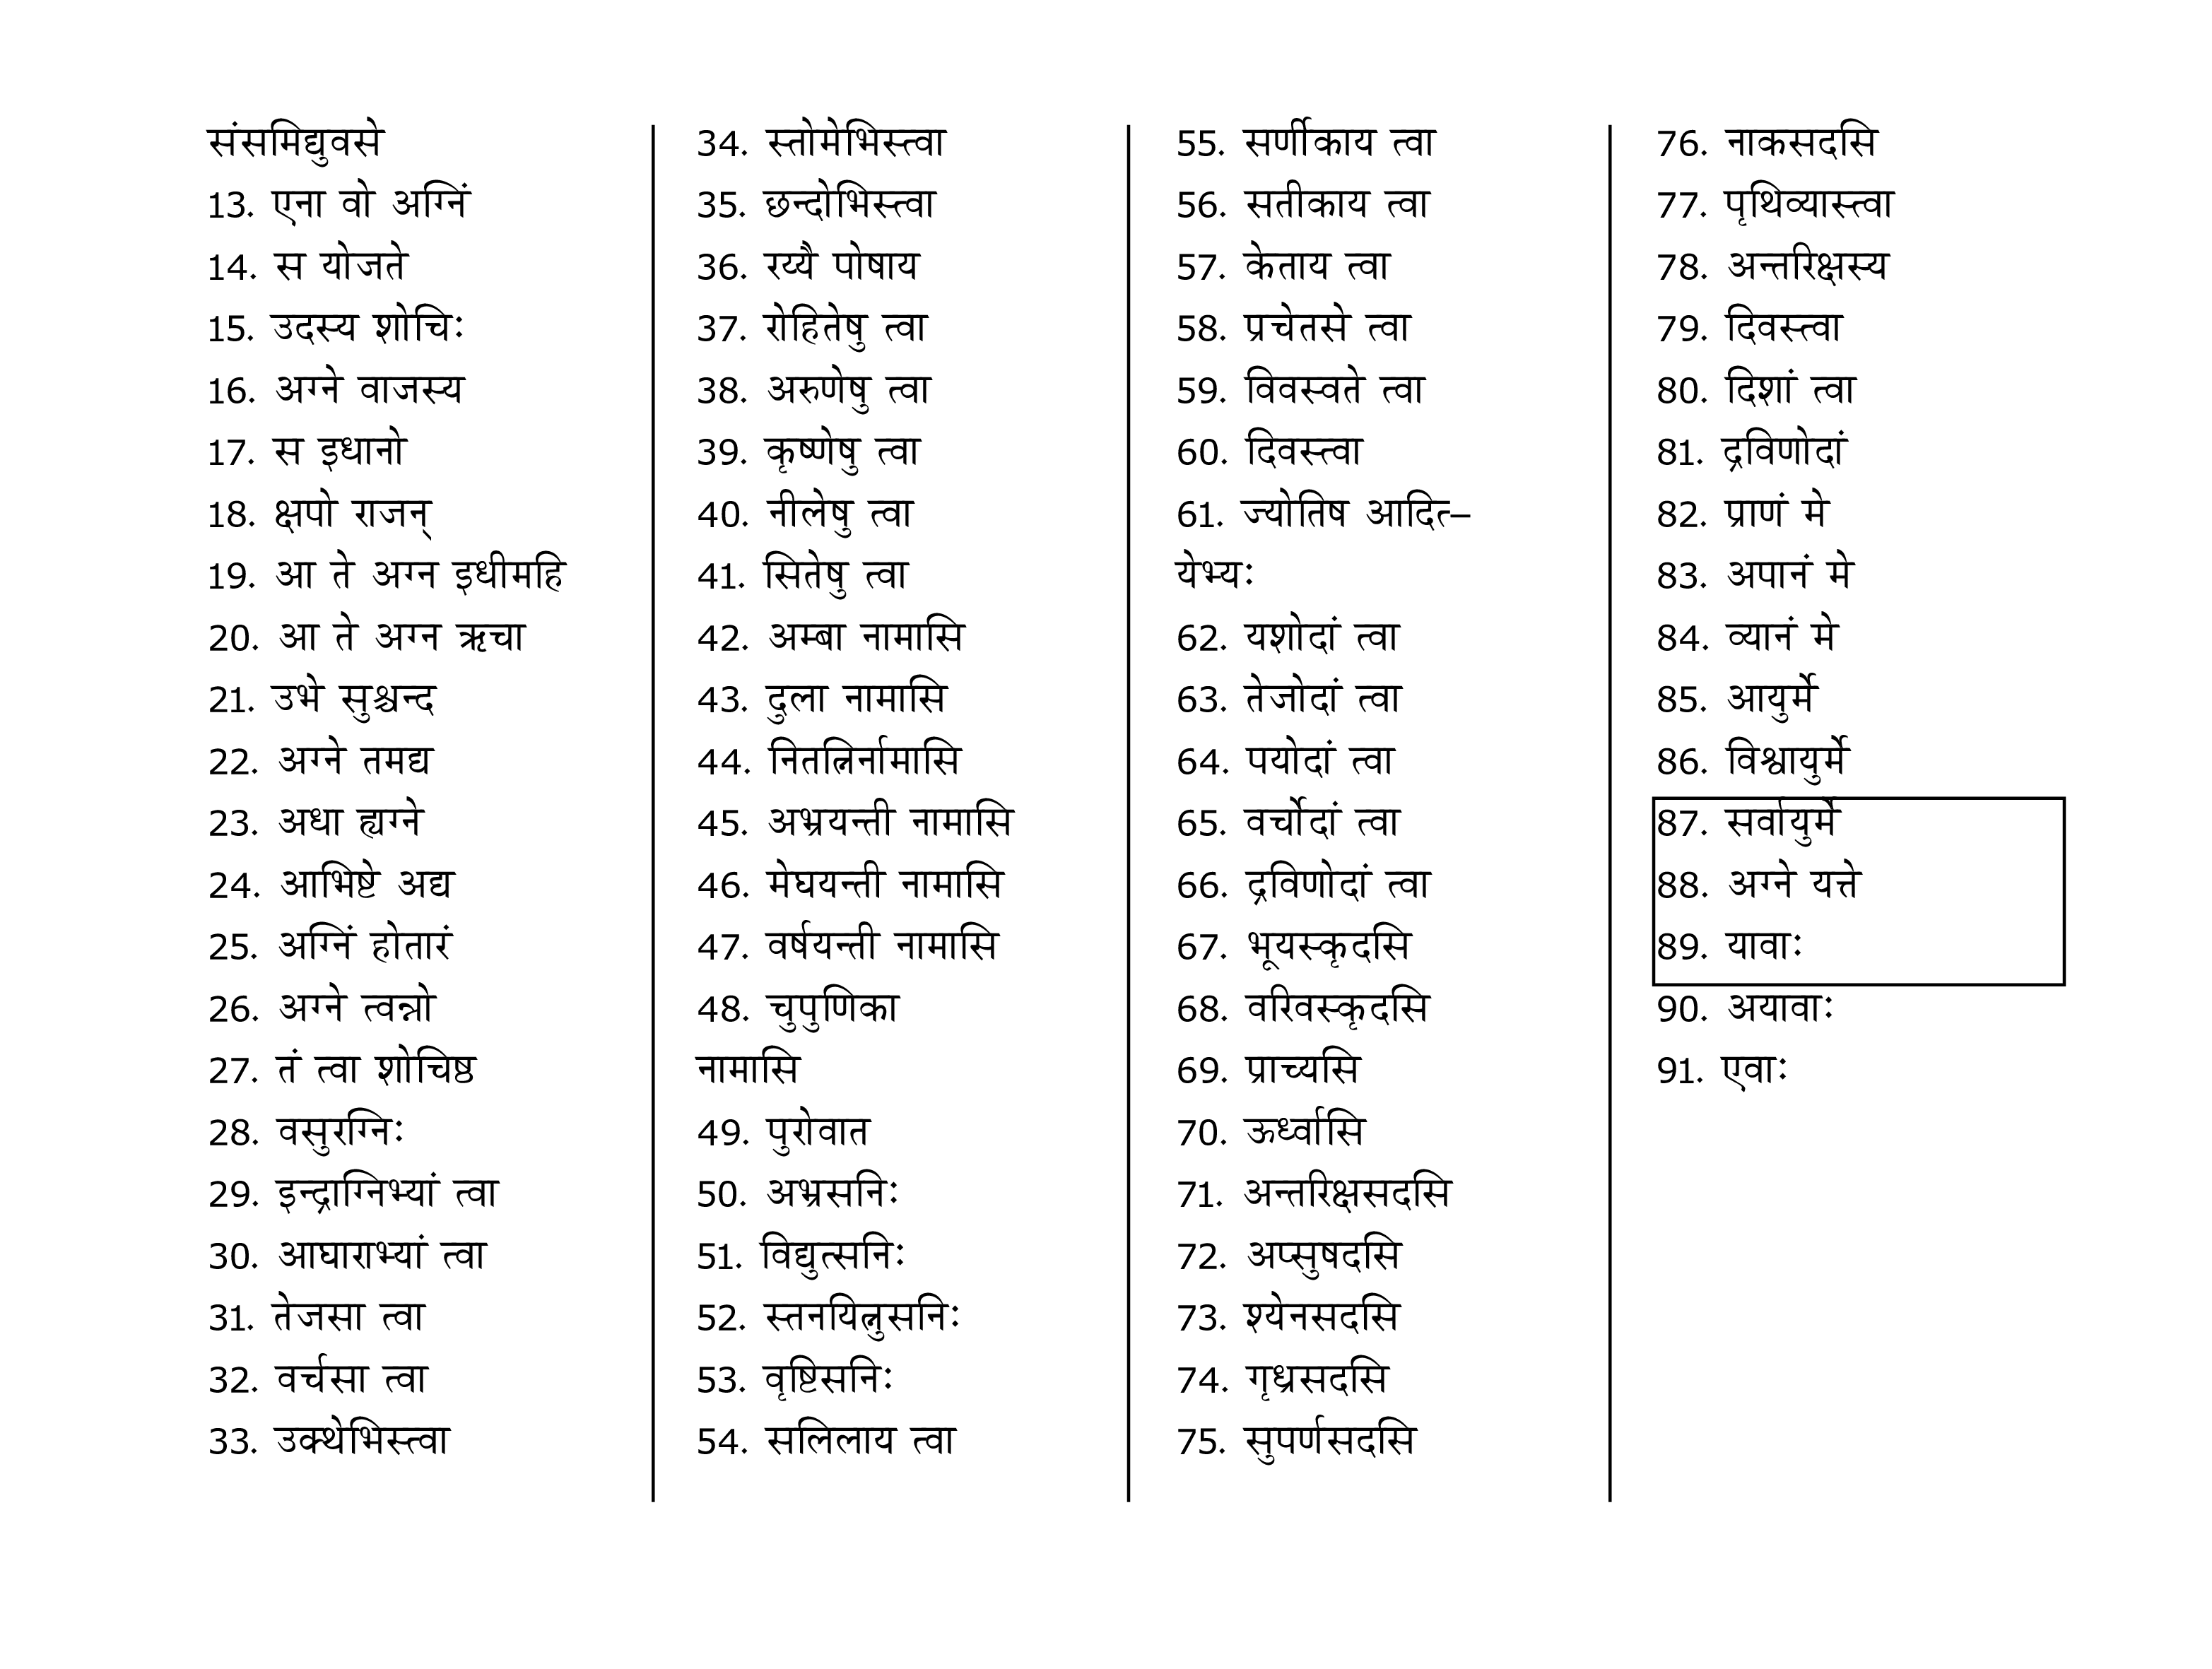 संसमिद्युवसे
13. एना वो अग्निं
14. स योजते
15. उदस्य शोचिः
16. अग्ने वाजस्य
17. स इधानो
18. क्षपो राजन्
19. आ ते अग्न इधीमहि
20. आ ते अग्न ऋचा
21. उभे सुश्चन्द
22. अग्ने तमद्य
23. अधा ह्यग्ने
24. आभिष्टे अद्य
25. अग्निं होतारं
26. अग्ने त्वन्नो
27. तं त्वा शोचिष्ठ
28. वसुरग्निः
29. इन्द्राग्निभ्यां त्वा
30. आघाराभ्यां त्वा
31. तेजसा त्वा
32. वर्चसा त्वा
33. उक्थेभिस्त्वा
34. स्तोमेभिस्त्वा
35. छन्दोभिस्त्वा
36. रय्यै पोषाय
37. रोहितेषु त्वा
38. अरुणेषु त्वा
39. कृष्णेषु त्वा
40. नीलेषु त्वा
41. सितेषु त्वा
42. अम्बा नामासि
43. दुला नामासि
44. नितत्निर्नामासि
45. अभ्रयन्ती नामासि
46. मेघयन्ती नामासि
47. वर्षयन्ती नामासि
48. चुपुणिका
नामासि
49. पुरोवात
50. अभ्रसनिः
51. विद्युत्सनिः
52. स्तनयित्नुसनिः
53. वृष्टिसनिः
54. सलिलाय त्वा
55. सर्णीकाय त्वा
56. सतीकाय त्वा
57. केताय त्वा
58. प्रचेतसे त्वा
59. विवस्वते त्वा
60. दिवस्त्वा
61. ज्योतिष आदित्–
येभ्यः
62. यशोदां त्वा
63. तेजोदां त्वा
64. पयोदां त्वा
65. वर्चोदां त्वा
66. द्रविणोदां त्वा
67. भूयस्कृदसि
68. वरिवस्कृदसि
69. प्राच्यसि
70. ऊर्ध्वासि
71. अन्तरिक्षसदसि
72. अप्सुषदसि
73. श्येनसदसि
74. गृध्रसदसि
75. सुपर्णसदसि
76. नाकसदसि
77. पृथिव्यास्त्वा
78. अन्तरिक्षस्य
79. दिवस्त्वा
80. दिशां त्वा
81. द्रविणोदां
82. प्राणं मे
83. अपानं मे
84. व्यानं मे
85. आयुर्मे
86. विश्वायुर्मे
87. सर्वायुर्मे
88. अग्ने यत्ते
89. यावाः
90. अयावाः
91. एवाः